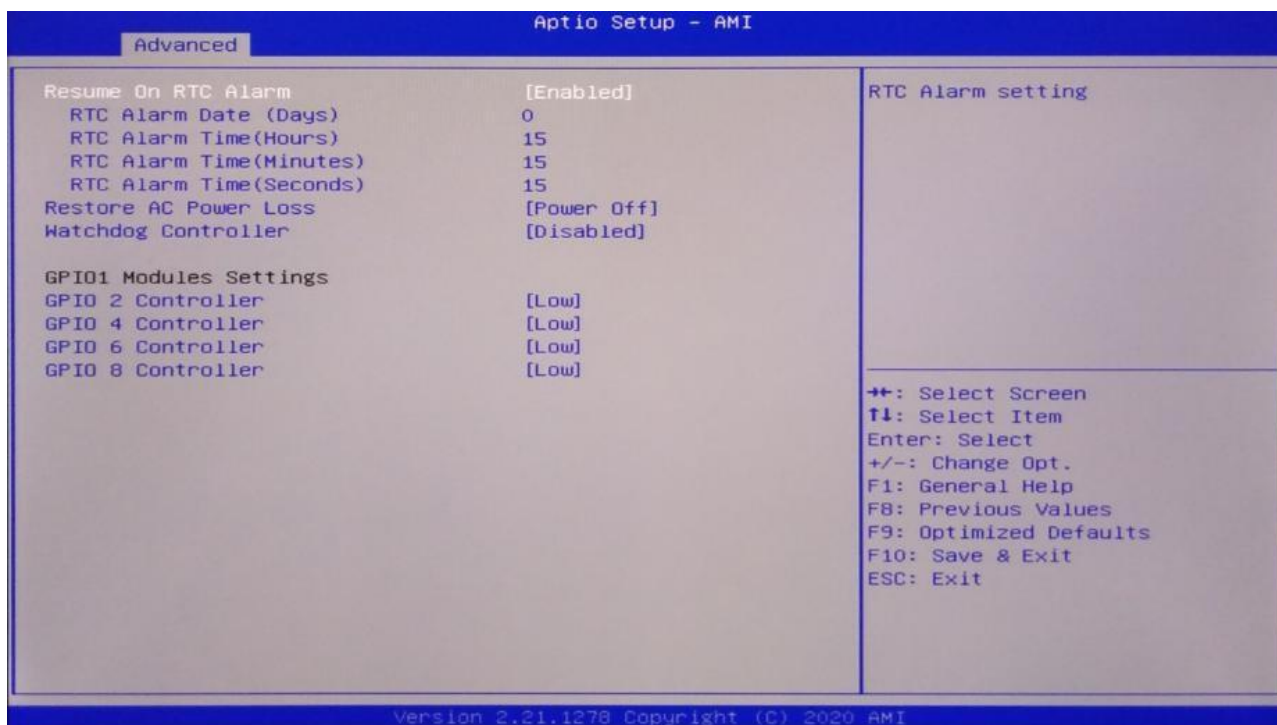 Aptio Setup – AMI
Advanced
Resume On RTC Alarm [Enabled]
RTC Alarm Date (Days) 0
RTC Alarm Time(Hours) 15
RTC Alarm Time(Minutes) 15
RTC Alarm Time(Seconds) 15
Restore AC Power Loss [Power Off]
Watchdog Controller [Disabled]
GPIO1 Modules Settings
GPIO 2 Controller [Low]
GPIO 4 Controller [Low]
GPIO 6 Controller [Low]
GPIO 8 Controller [Low]
RTC Alarm setting
→←: Select Screen
↑↓: Select Item
Enter: Select
+/-: Change Opt.
F1: General Help
F8: Previous Values
F9: Optimized Defaults
F10: Save & Exit
ESC: Exit
Version 2.21.1278 Copyright (C) 2020 AMI